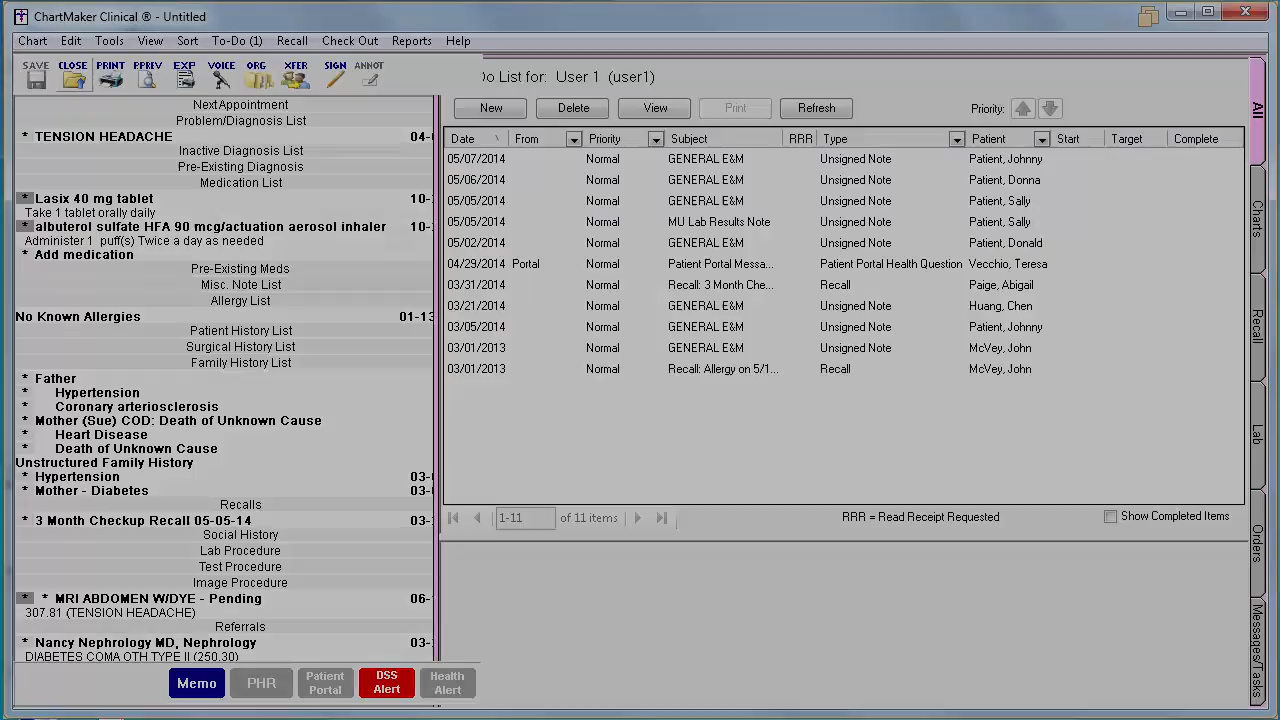 ChartMaker Clinical ® - Untitled
Chart Edit Tools View Sort To-Do (1) Recall Check Out Reports Help
SAVE CLOSE PRINT PPREV EXP VOICE ORG XFER SIGN ANNOT
Do List for: User 1 (user1)
New Delete View Print Refresh Priority:
NextAppointment
Problem/Diagnosis List
* TENSION HEADACHE 04-
Inactive Diagnosis List
Pre-Existing Diagnosis
Medication List
* Lasix 40 mg tablet 10-
Take 1 tablet orally daily
* albuterol sulfate HFA 90 mcg/actuation aerosol inhaler 10-
Administer 1 puff(s) Twice a day as needed
* Add medication
Pre-Existing Meds
Misc. Note List
Allergy List
No Known Allergies 01-13
Patient History List
Surgical History List
Family History List
* Father
* Hypertension
* Coronary arteriosclerosis
* Mother (Sue) COD: Death of Unknown Cause
* Heart Disease
* Death of Unknown Cause
Unstructured Family History
* Hypertension 03-
* Mother - Diabetes 03-
Recalls
* 3 Month Checkup Recall 05-05-14 03-
Social History
Lab Procedure
Test Procedure
Image Procedure
* * MRI ABDOMEN W/DYE - Pending 06-
307.81 (TENSION HEADACHE)
Referrals
* Nancy Nephrology MD, Nephrology 03-
DIABETES COMA OTH TYPE II (250.30)
Memo PHR Patient Portal DSS Alert Health Alert
Date From Priority Subject RRR Type Patient Start Target Complete
05/07/2014 Normal GENERAL E&M Unsigned Note Patient, Johnny
05/06/2014 Normal GENERAL E&M Unsigned Note Patient, Donna
05/05/2014 Normal GENERAL E&M Unsigned Note Patient, Sally
05/05/2014 Normal MU Lab Results Note Unsigned Note Patient, Sally
05/02/2014 Normal GENERAL E&M Unsigned Note Patient, Donald
04/29/2014 Portal Normal Patient Portal Messa... Patient Portal Health Question Vecchio, Teresa
03/31/2014 Normal Recall: 3 Month Che... Recall Paige, Abigail
03/21/2014 Normal GENERAL E&M Unsigned Note Huang, Chen
03/05/2014 Normal GENERAL E&M Unsigned Note Patient, Johnny
03/01/2013 Normal GENERAL E&M Unsigned Note McVey, John
03/01/2013 Normal Recall: Allergy on 5/1... Recall McVey, John
1-11 of 11 items RRR = Read Receipt Requested Show Completed Items
All
Charts
Recall
Lab
Orders
Messages/Tasks